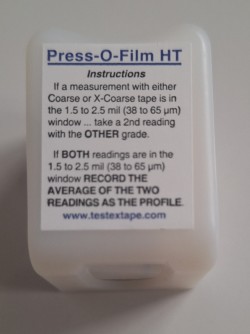 Press-O-Film HT
Instructions
If a measurement with either
Coarse or X-Coarse tape is in
the 1.5 to 2.5 mil (38 to 65 µm)
window ... take a 2nd reading
with the OTHER grade.
If BOTH readings are in the
1.5 to 2.5 mil (38 to 65 µm)
window RECORD THE
AVERAGE OF THE TWO
READINGS AS THE PROFILE.
www.testextape.com